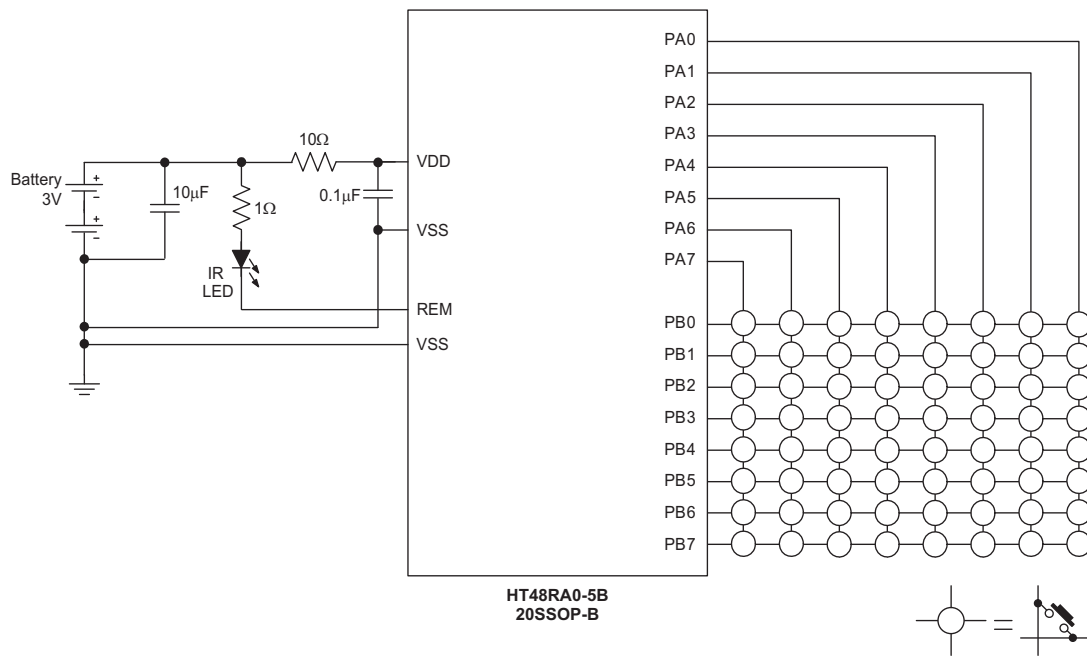 PA0
PA1
PA2
PA3
PA4
PA5
PA6
PA7
10Ω
VDD
Battery
3V
+
-
+
-
10μF
1Ω
0.1μF
VSS
IR
LED
REM
VSS
PB0
PB1
PB2
PB3
PB4
PB5
PB6
PB7
HT48RA0-5B
20SSOP-B
=